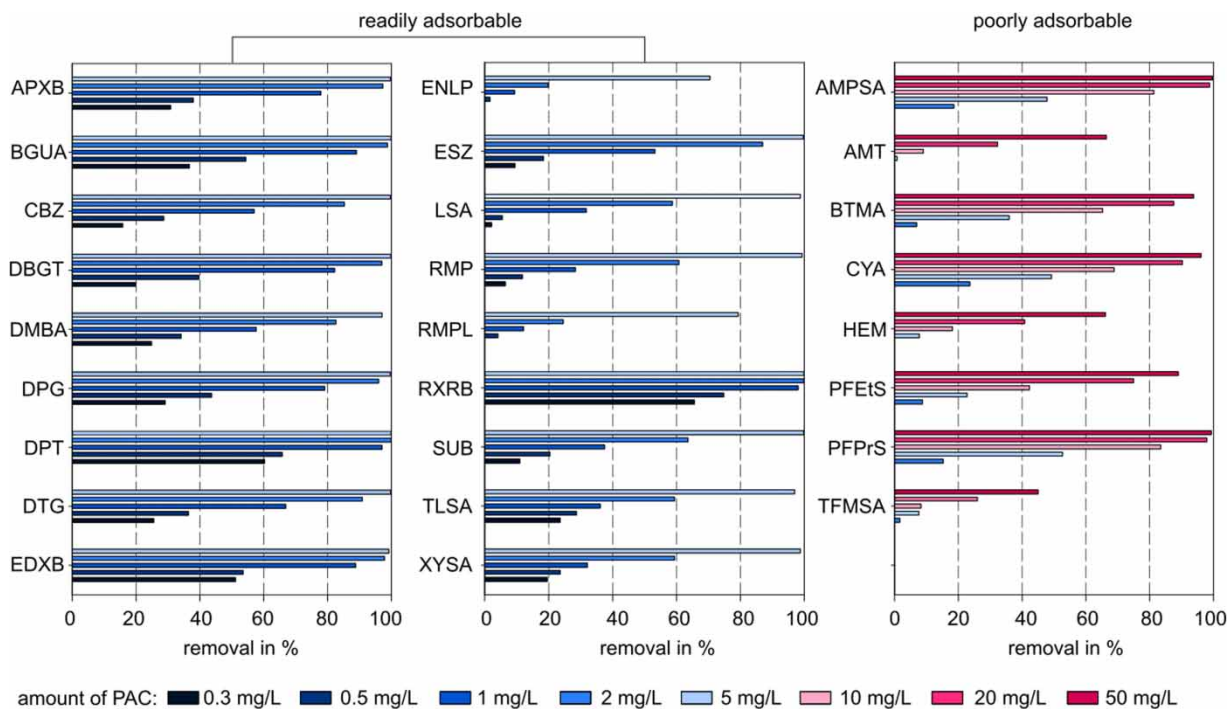 readily adsorbable
poorly adsorbable
APXB
BGUA
CBZ
DBGT
DMBA
DPG
DPT
DTG
EDXB
0 20 40 60 80 100
removal in %
ENLP
ESZ
LSA
RMP
RMPL
RXRB
SUB
TLSA
XYSA
0 20 40 60 80 100
removal in %
AMPSA
AMT
BTMA
CYA
HEM
PFEtS
PFPrS
TFMSA
0 20 40 60 80 100
removal in %
amount of PAC: 0.3 mg/L 0.5 mg/L 1 mg/L 2 mg/L 5 mg/L 10 mg/L 20 mg/L 50 mg/L